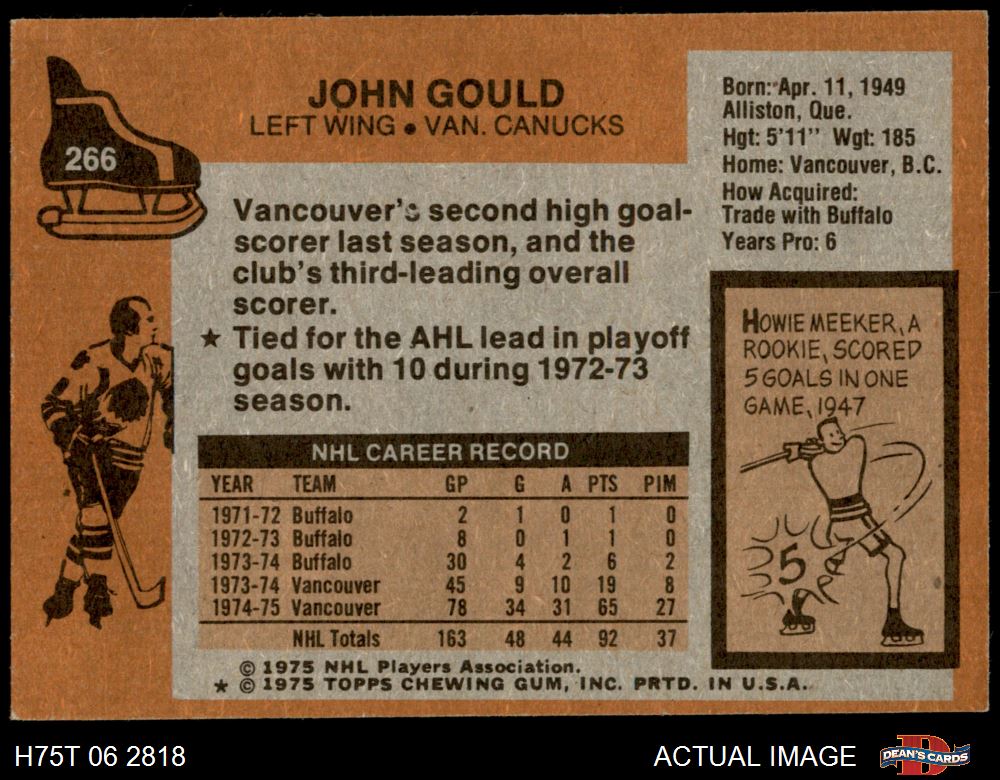 266
JOHN GOULD
LEFT WING • VAN. CANUCKS
Born: Apr. 11, 1949
Alliston, Que.
Hgt: 5'11" Wgt: 185
Home: Vancouver, B.C.
How Acquired:
Trade with Buffalo
Years Pro: 6
Vancouver's second high goal-
scorer last season, and the
club's third-leading overall
scorer.
★ Tied for the AHL lead in playoff
goals with 10 during 1972-73
season.
HOWIE MEEKER, A
ROOKIE, SCORED
5 GOALS IN ONE
GAME, 1947
5
NHL CAREER RECORD
YEAR TEAM GP G A PTS PIM
1971-72 Buffalo 2 1 0 1 0
1972-73 Buffalo 8 0 1 1 0
1973-74 Buffalo 30 4 2 6 2
1973-74 Vancouver 45 9 10 19 8
1974-75 Vancouver 78 34 31 65 27
NHL Totals 163 48 44 92 37
© 1975 NHL Players Association.
★ © 1975 TOPPS CHEWING GUM, INC. PRTD. IN U.S.A.
H75T 06 2818
ACTUAL IMAGE
D
DEAN'S CARDS